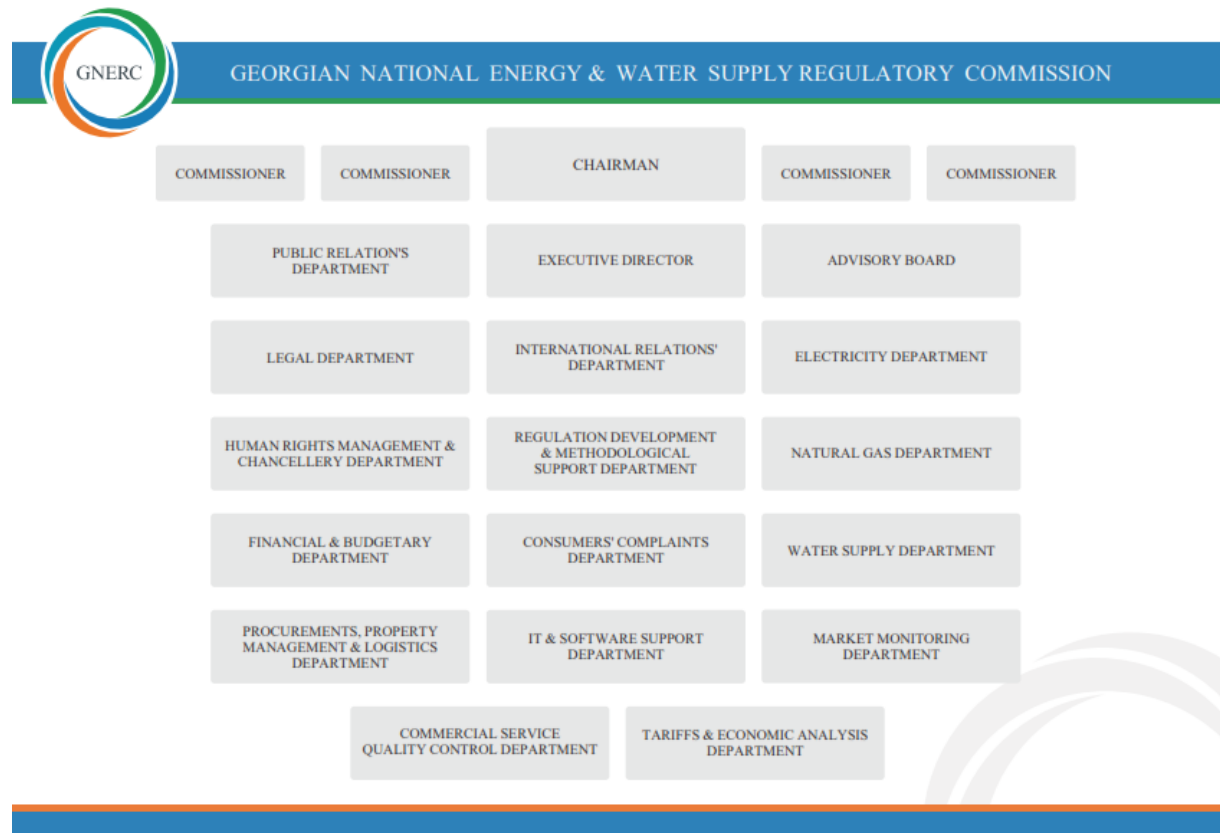 GNERC
GEORGIAN NATIONAL ENERGY & WATER SUPPLY REGULATORY COMMISSION
COMMISSIONER
COMMISSIONER
CHAIRMAN
COMMISSIONER
COMMISSIONER
PUBLIC RELATION'S
DEPARTMENT
EXECUTIVE DIRECTOR
ADVISORY BOARD
LEGAL DEPARTMENT
INTERNATIONAL RELATIONS'
DEPARTMENT
ELECTRICITY DEPARTMENT
HUMAN RIGHTS MANAGEMENT &
CHANCELLERY DEPARTMENT
REGULATION DEVELOPMENT
& METHODOLOGICAL
SUPPORT DEPARTMENT
NATURAL GAS DEPARTMENT
FINANCIAL & BUDGETARY
DEPARTMENT
CONSUMERS' COMPLAINTS
DEPARTMENT
WATER SUPPLY DEPARTMENT
PROCUREMENTS, PROPERTY
MANAGEMENT & LOGISTICS
DEPARTMENT
IT & SOFTWARE SUPPORT
DEPARTMENT
MARKET MONITORING
DEPARTMENT
COMMERCIAL SERVICE
QUALITY CONTROL DEPARTMENT
TARIFFS & ECONOMIC ANALYSIS
DEPARTMENT